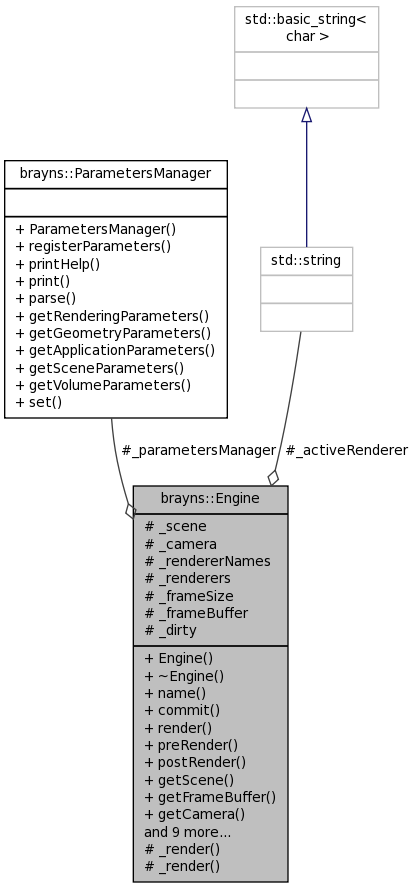 std::basic_string<
char >
brayns::ParametersManager
+ ParametersManager()
+ registerParameters()
+ printHelp()
+ print()
+ parse()
+ getRenderingParameters()
+ getGeometryParameters()
+ getApplicationParameters()
+ getSceneParameters()
+ getVolumeParameters()
+ set()
std::string
#_parametersManager
#_activeRenderer
brayns::Engine
# _scene
# _camera
# _rendererNames
# _renderers
# _frameSize
# _frameBuffer
# _dirty
+ Engine()
+ ~Engine()
+ name()
+ commit()
+ render()
+ preRender()
+ postRender()
+ getScene()
+ getFrameBuffer()
+ getCamera()
and 9 more...
# _render()
# _render()